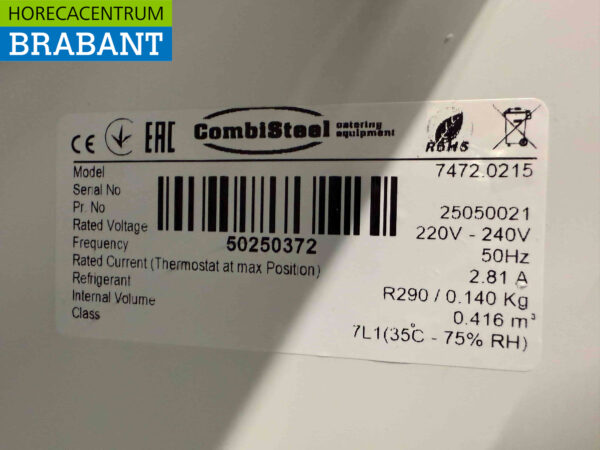 HORECACENTRUM
BRABANT
CE EAC CombiSteel catering equipment RoHS
Model 7472.0215
Serial No
Pr. No 25050021
Rated Voltage 220V - 240V
50250372
Frequency 50Hz
Rated Current (Thermostat at max Position) 2.81 A
Refrigerant R290 / 0.140 Kg
Internal Volume 0.416 m³
Class 7L1(35°C - 75% RH)